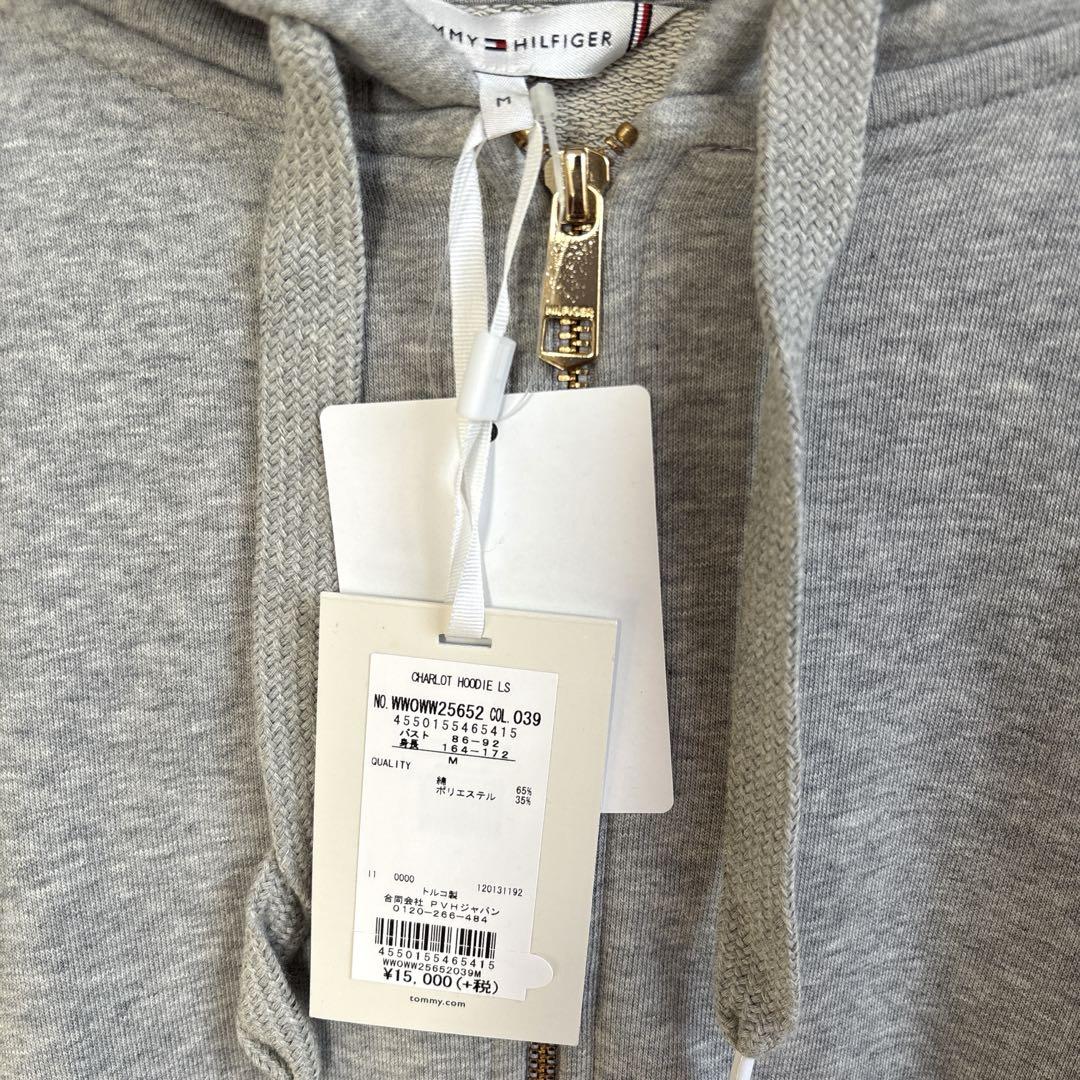 MMY HILFIGER
M
HILFIGER
CHARLOT HOODIE LS
NO. WW0WW25652 COL. 039
4550155465415
バスト 86-92
身長 164-172
M
QUALITY
綿 65%
ポリエステル 35%
11 0000 120131192
トルコ製
合同会社 PVHジャパン
0120-266-484
4550155465415
WW0WW25652039M
¥15,000(+税)
tommy.com